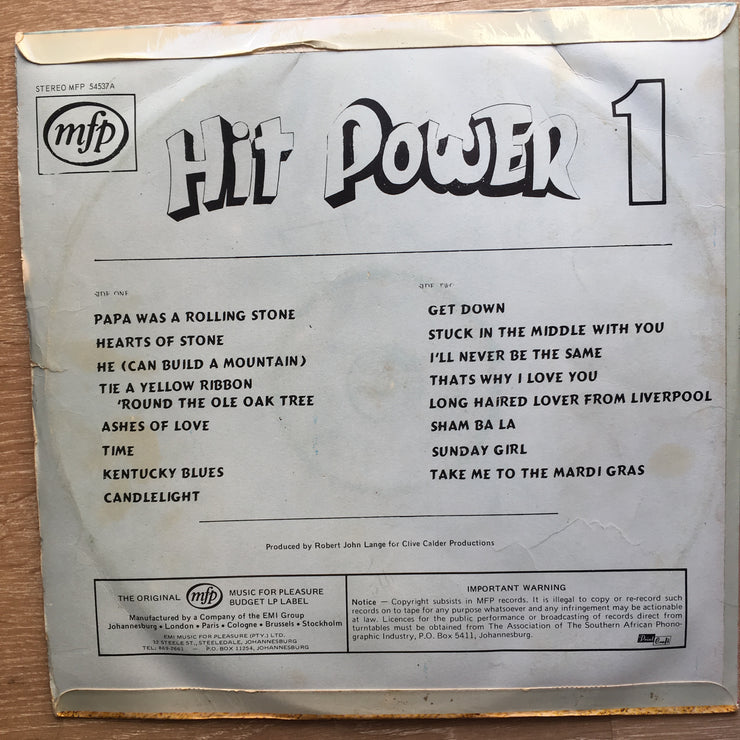 STEREO MFP 54537A
mfp
Hit POWER 1
SIDE ONE
PAPA WAS A ROLLING STONE
HEARTS OF STONE
HE (CAN BUILD A MOUNTAIN)
TIE A YELLOW RIBBON
'ROUND THE OLE OAK TREE
ASHES OF LOVE
TIME
KENTUCKY BLUES
CANDLELIGHT
SIDE TWO
GET DOWN
STUCK IN THE MIDDLE WITH YOU
I'LL NEVER BE THE SAME
THATS WHY I LOVE YOU
LONG HAIRED LOVER FROM LIVERPOOL
SHAM BA LA
SUNDAY GIRL
TAKE ME TO THE MARDI GRAS
Produced by Robert John Lange for Clive Calder Productions
THE ORIGINAL mfp MUSIC FOR PLEASURE
BUDGET LP LABEL
Manufactured by a Company of the EMI Group
Johannesburg • London • Paris • Cologne • Brussels • Stockholm
EMI MUSIC FOR PLEASURE (PTY.) LTD.
13 STEELE ST., STEELEDALE, JOHANNESBURG
TEL: 869-2661 — P.O. BOX 11254, JOHANNESBURG
IMPORTANT WARNING
Notice — Copyright subsists in MFP records. It is illegal to copy or re-record such
records on to tape for any purpose whatsoever and any infringement may be actionable
at law. Licences for the public performance or broadcasting of records direct from
turntables must be obtained from The Association of The Southern African Phono-
graphic Industry, P.O. Box 5411, Johannesburg.